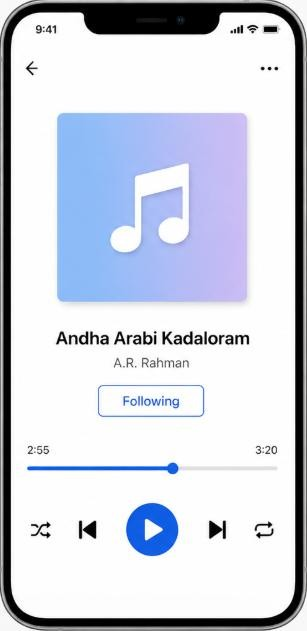 9:41
Andha Arabi Kadaloram
A.R. Rahman
Following
2:55 3:20